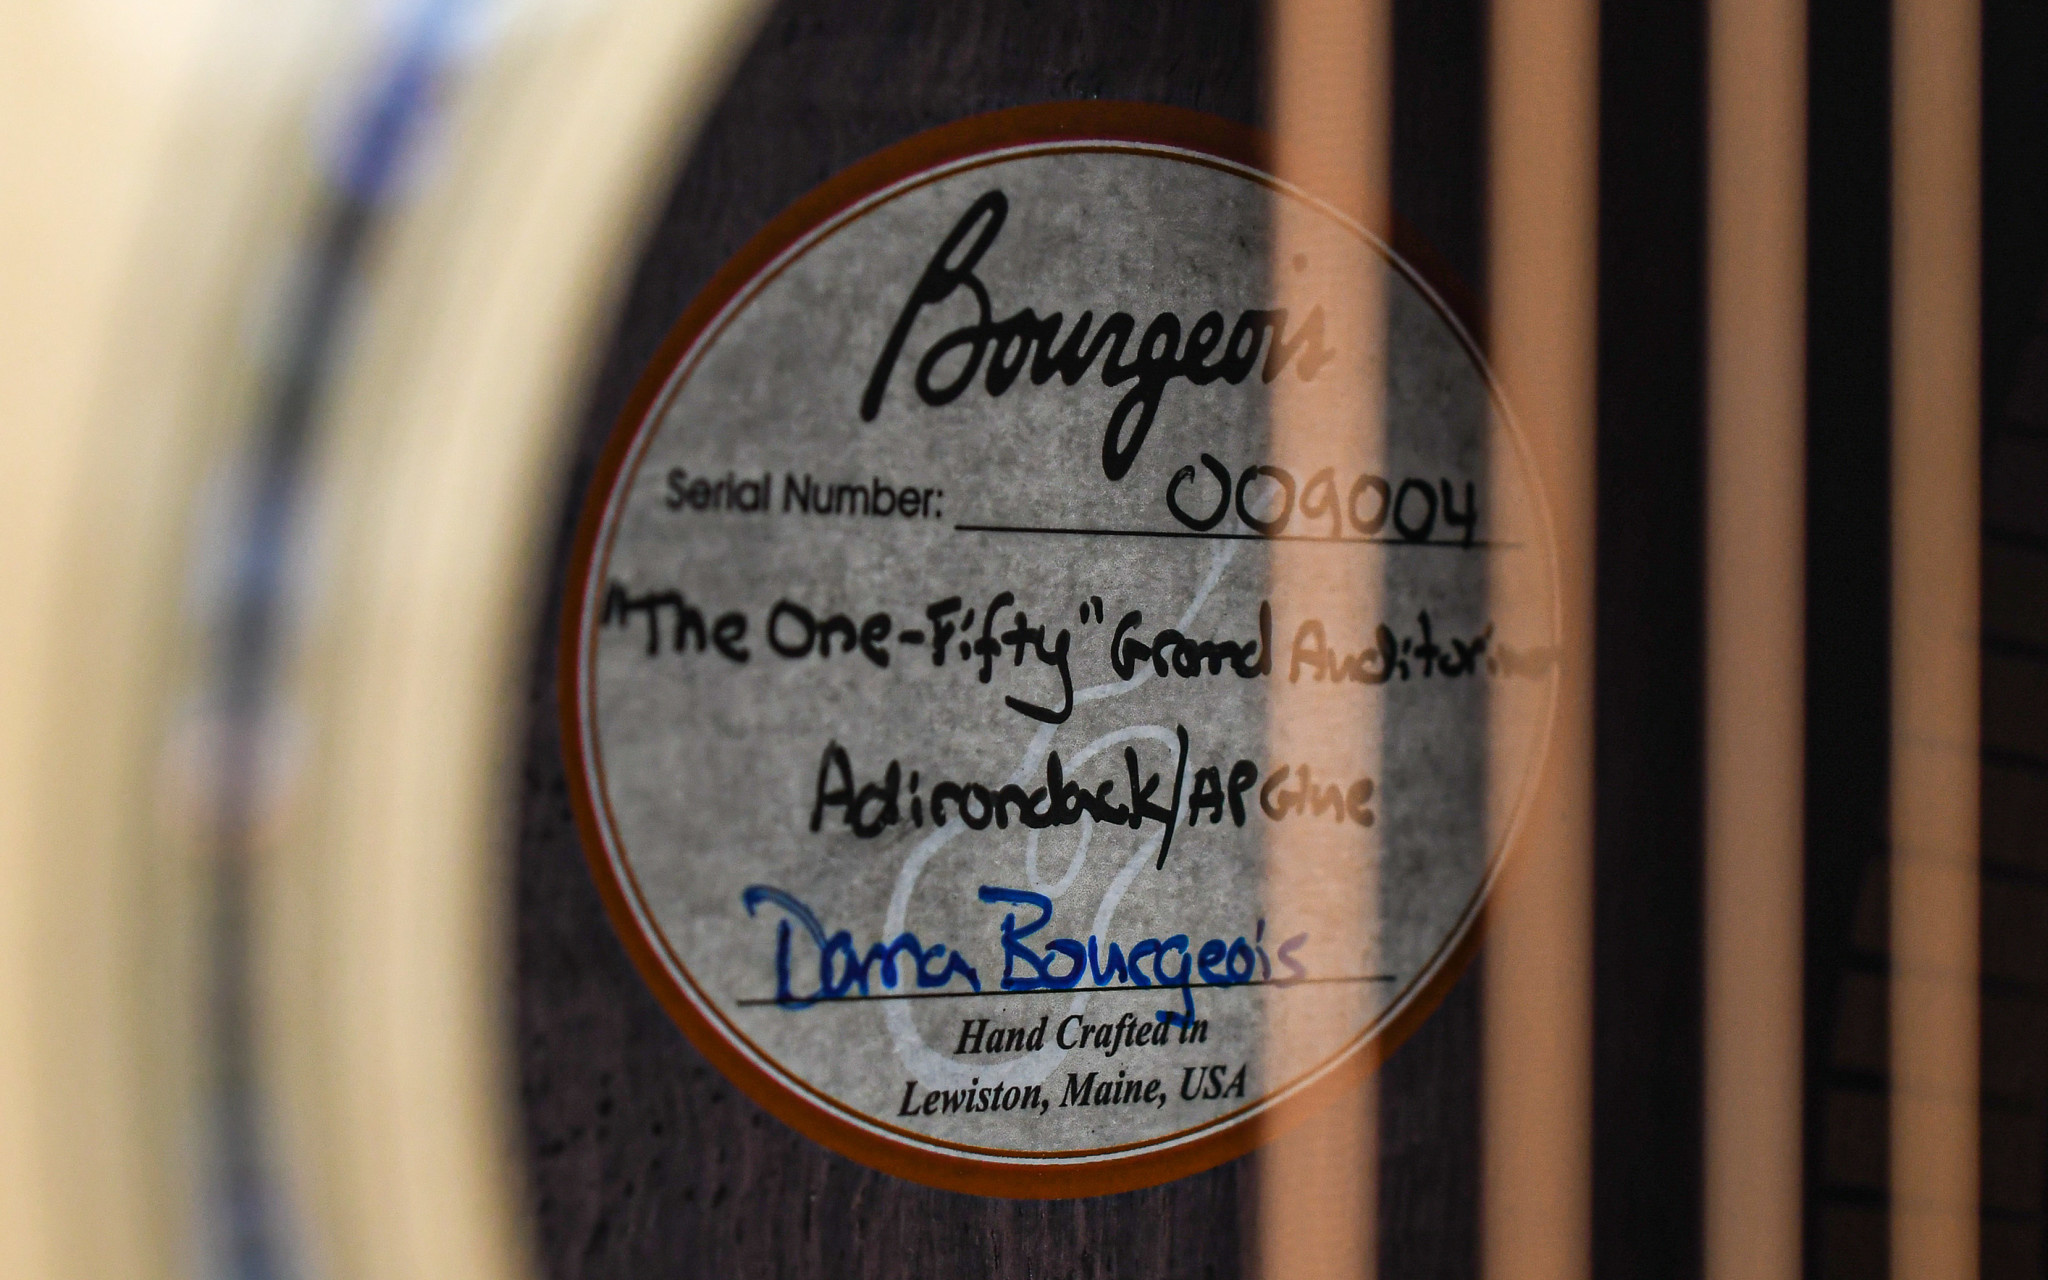 Bourgeois
Serial Number: 009004
"The One-Fifty" Grand Auditorium
Adirondack/AP Glue
Dana Bourgeois
Hand Crafted in
Lewiston, Maine, USA